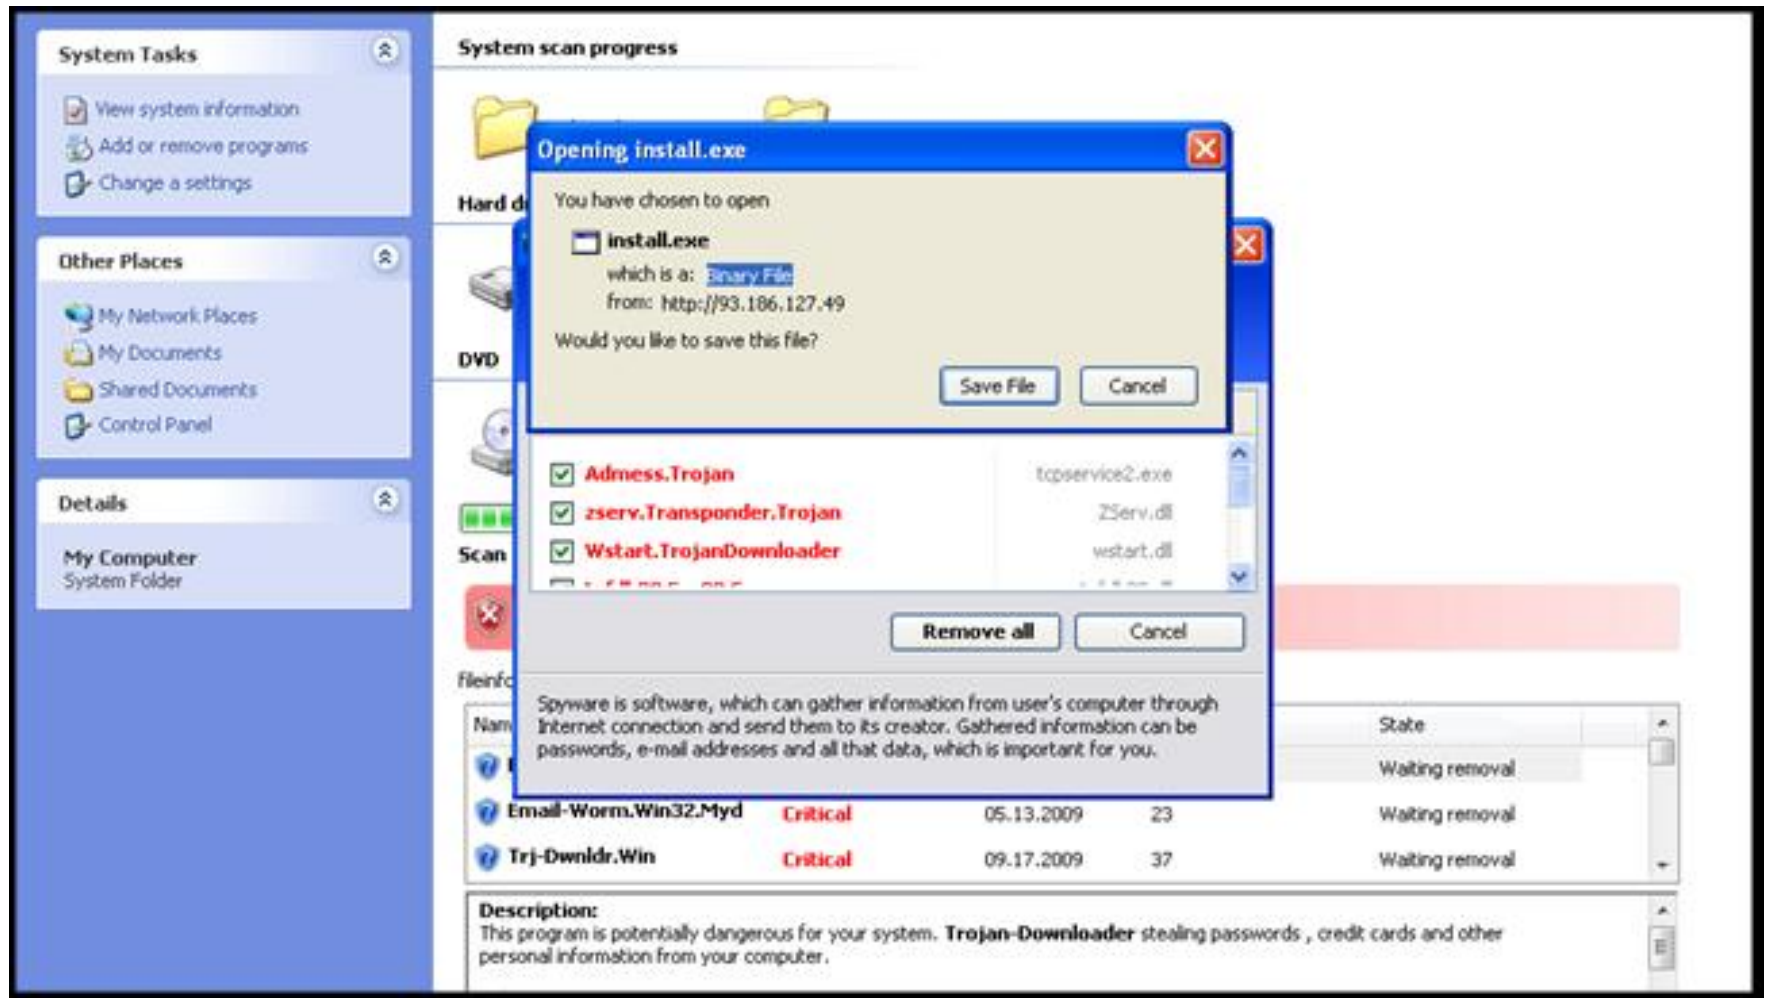 System Tasks
View system information
Add or remove programs
Change a settings
Other Places
My Network Places
My Documents
Shared Documents
Control Panel
Details
My Computer
System Folder
System scan progress
Hard
DVD
Scan
Opening install.exe
You have chosen to open
install.exe
which is a: Binary File
from: http://93.186.127.49
Would you like to save this file?
Save File Cancel
Admess.Trojan tcpservice2.exe
zserv.Transponder.Trojan ZServ.dll
Wstart.TrojanDownloader wstart.dll
Remove all Cancel
Spyware is software, which can gather information from user's computer through
Internet connection and send them to its creator. Gathered information can be
passwords, e-mail addresses and all that data, which is important for you.
State
Waiting removal
Email-Worm.Win32.Myd Critical 05.13.2009 23 Waiting removal
Trj-Dwnldr.Win Critical 09.17.2009 37 Waiting removal
Description:
This program is potentially dangerous for your system. Trojan-Downloader stealing passwords , credit cards and other
personal information from your computer.